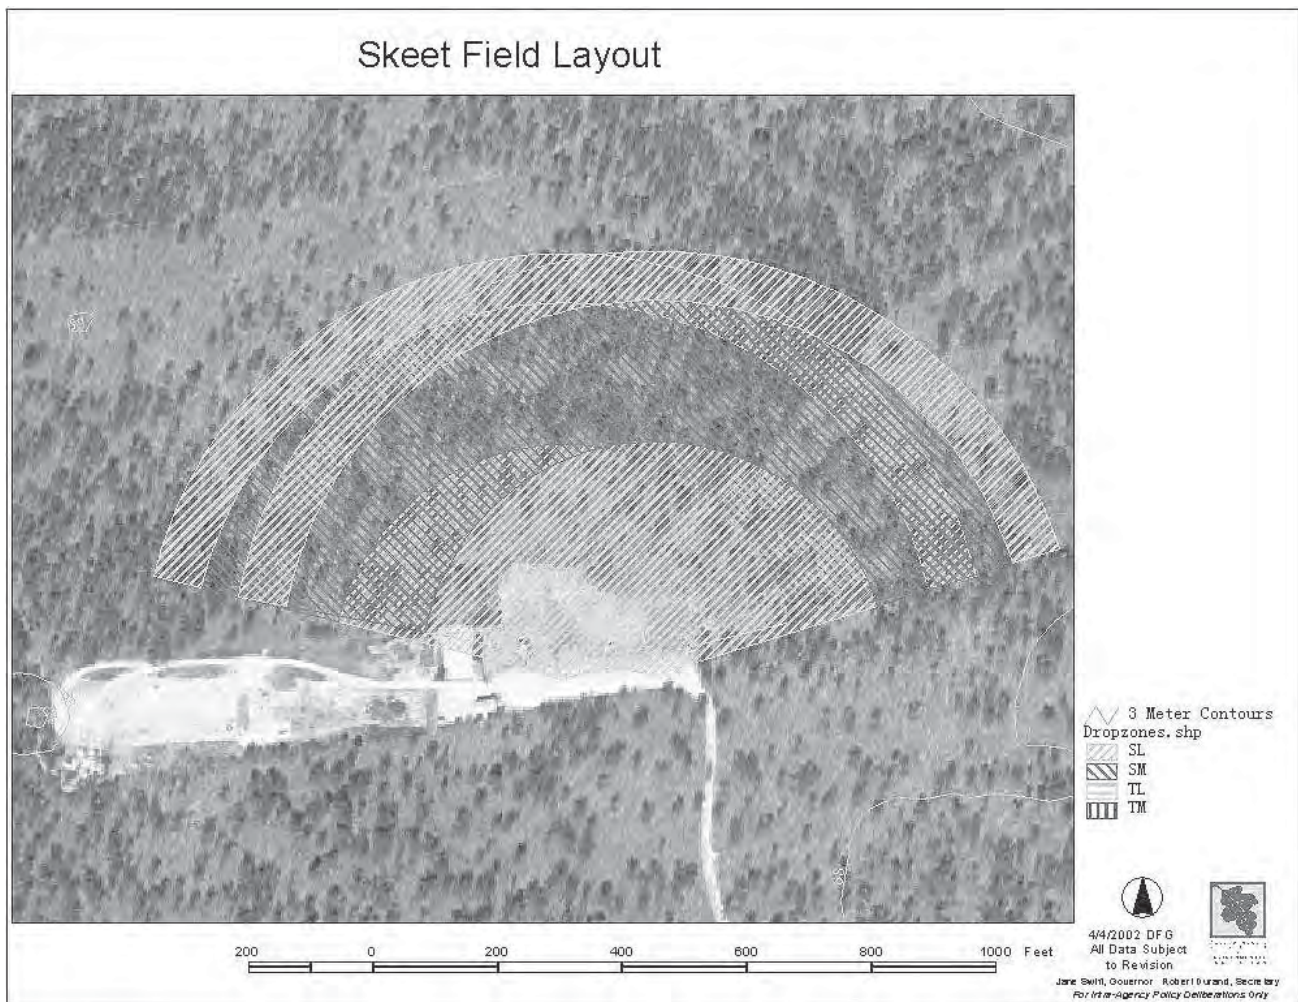 Skeet Field Layout
3 Meter Contours
Dropzones.shp
SL
SM
TL
TM
4/4/2002 DFG
All Data Subject
to Revision
200 0 200 400 600 800 1000 Feet
Jane Swift, Governor Robert Durand, Secretary
For Intra-Agency Policy Deliberations Only